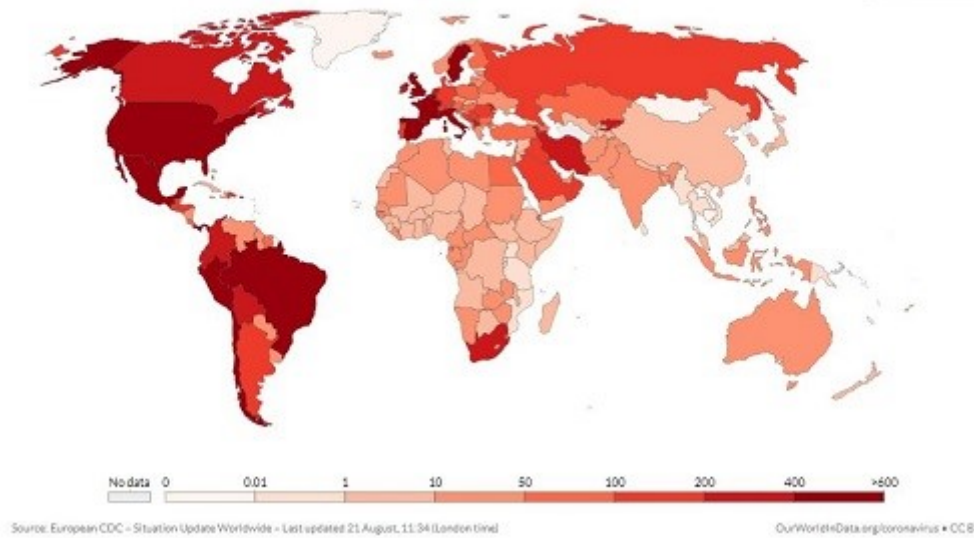 No data 0 0.01 1 10 50 100 200 400 >600
Source: European CDC – Situation Update Worldwide – Last updated 21 August, 11:34 (London time)
OurWorldInData.org/coronavirus • CC B